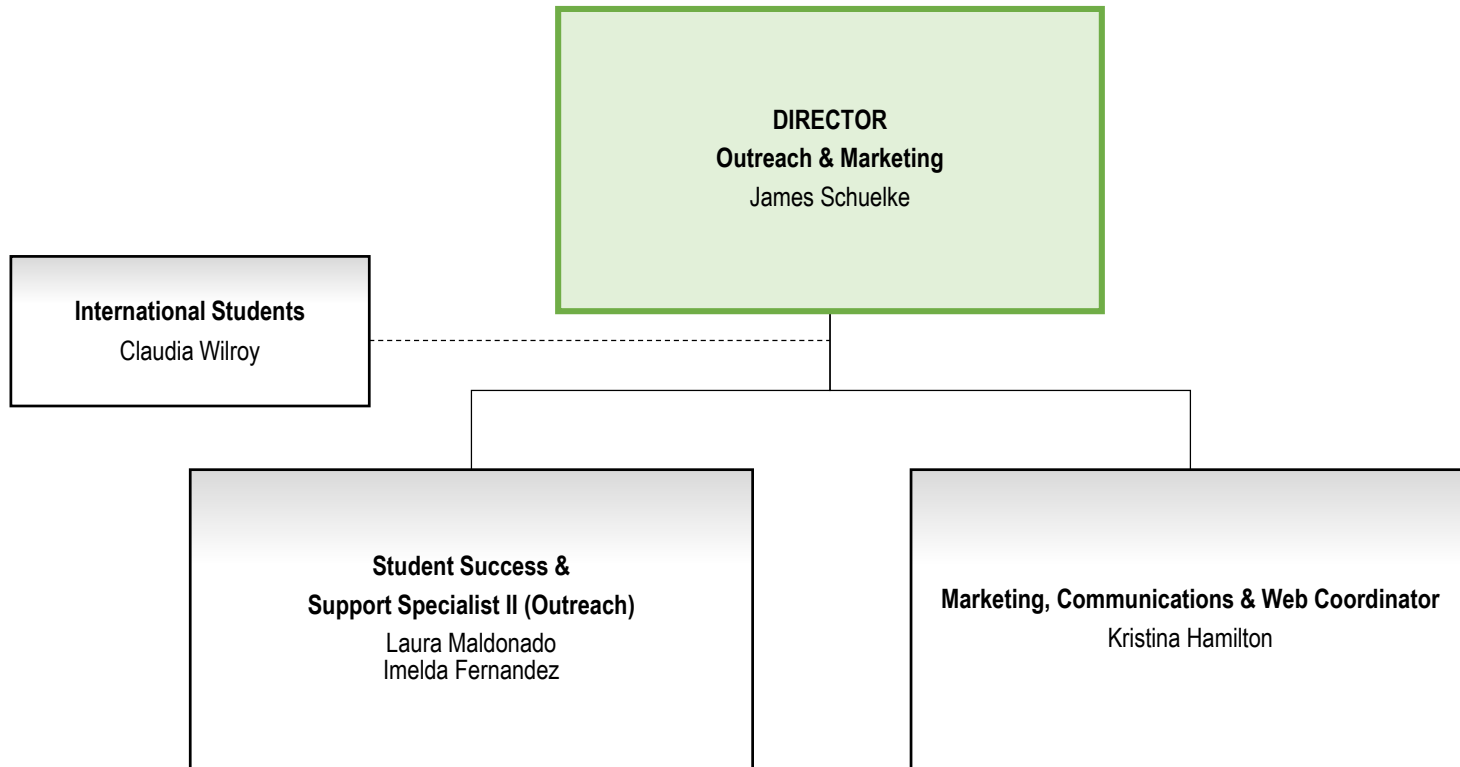 DIRECTOR
Outreach & Marketing
James Schuelke
International Students
Claudia Wilroy
Student Success &
Support Specialist II (Outreach)
Laura Maldonado
Imelda Fernandez
Marketing, Communications & Web Coordinator
Kristina Hamilton